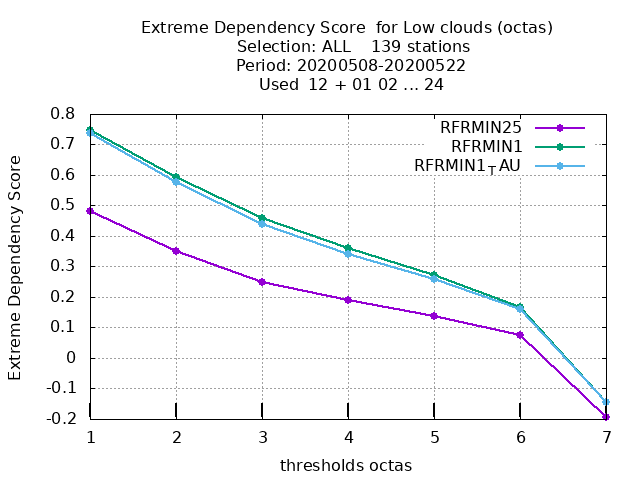 Extreme Dependency Score  for Low clouds (octas)
Selection: ALL    139 stations
Period: 20200508-20200522
Used  12 + 01 02 ... 24
Extreme Dependency Score
0.8
0.7
0.6
0.5
0.4
0.3
0.2
0.1
0
-0.1
-0.2
RFRMIN25
RFRMIN1
RFRMIN1TAU
1 2 3 4 5 6 7
thresholds octas